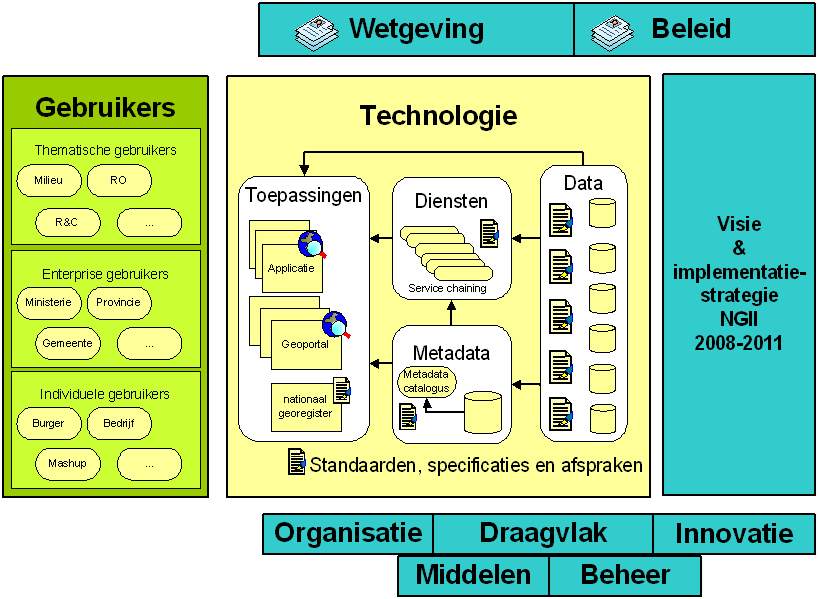 Wetgeving
Beleid
Gebruikers
Thematische gebruikers
Milieu
RO
R&C
...
Enterprise gebruikers
Ministerie
Provincie
Gemeente
...
Individuele gebruikers
Burger
Bedrijf
Mashup
...
Technologie
Toepassingen
Applicatie
Geoportal
nationaal
georegister
Diensten
Service chaining
Metadata
Metadata
catalogus
Data
Standaarden, specificaties en afspraken
Visie
&
implementatie-
strategie
NGII
2008-2011
Organisatie
Draagvlak
Innovatie
Middelen
Beheer